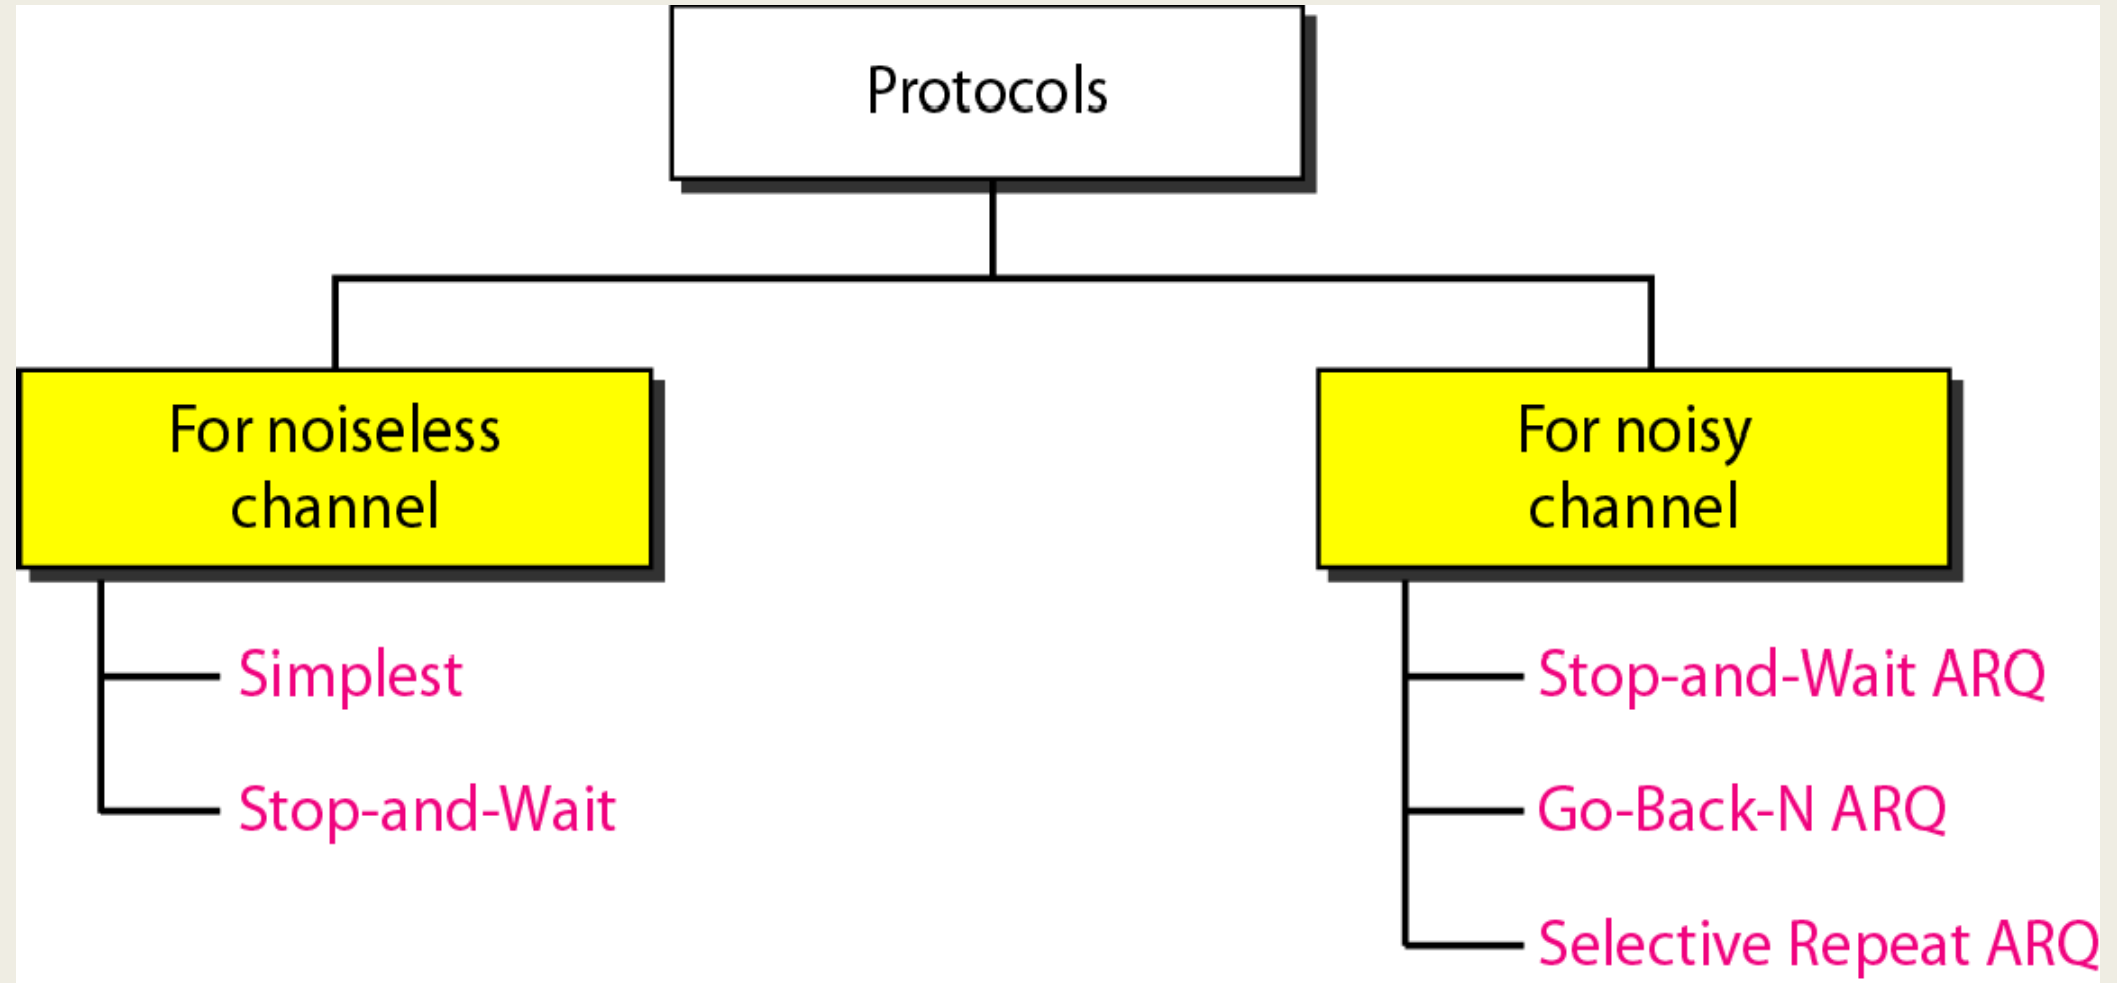 Protocols
For noiseless
channel
Simplest
Stop-and-Wait
For noisy
channel
Stop-and-Wait ARQ
Go-Back-N ARQ
Selective Repeat ARQ